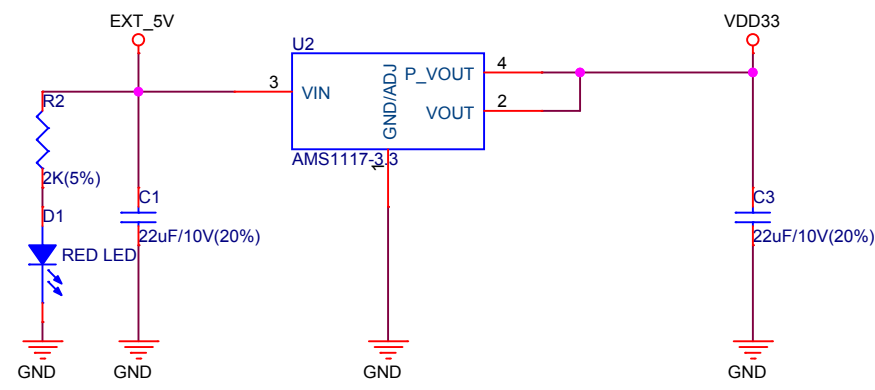 EXT_5V
VDD33
U2
3
VIN
GND/ADJ
P_VOUT
4
VOUT
2
AMS1117-3.3
1
R2
2K(5%)
D1
RED LED
C1
22uF/10V(20%)
C3
22uF/10V(20%)
GND
GND
GND
GND